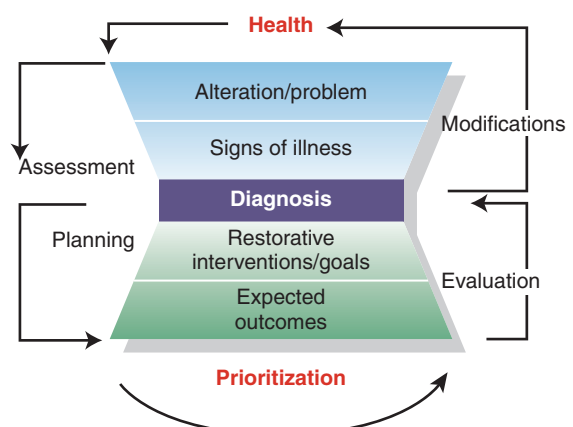 Health
Alteration/problem
Modifications
Signs of illness
Assessment
Diagnosis
Planning
Restorative
interventions/goals
Evaluation
Expected
outcomes
Prioritization